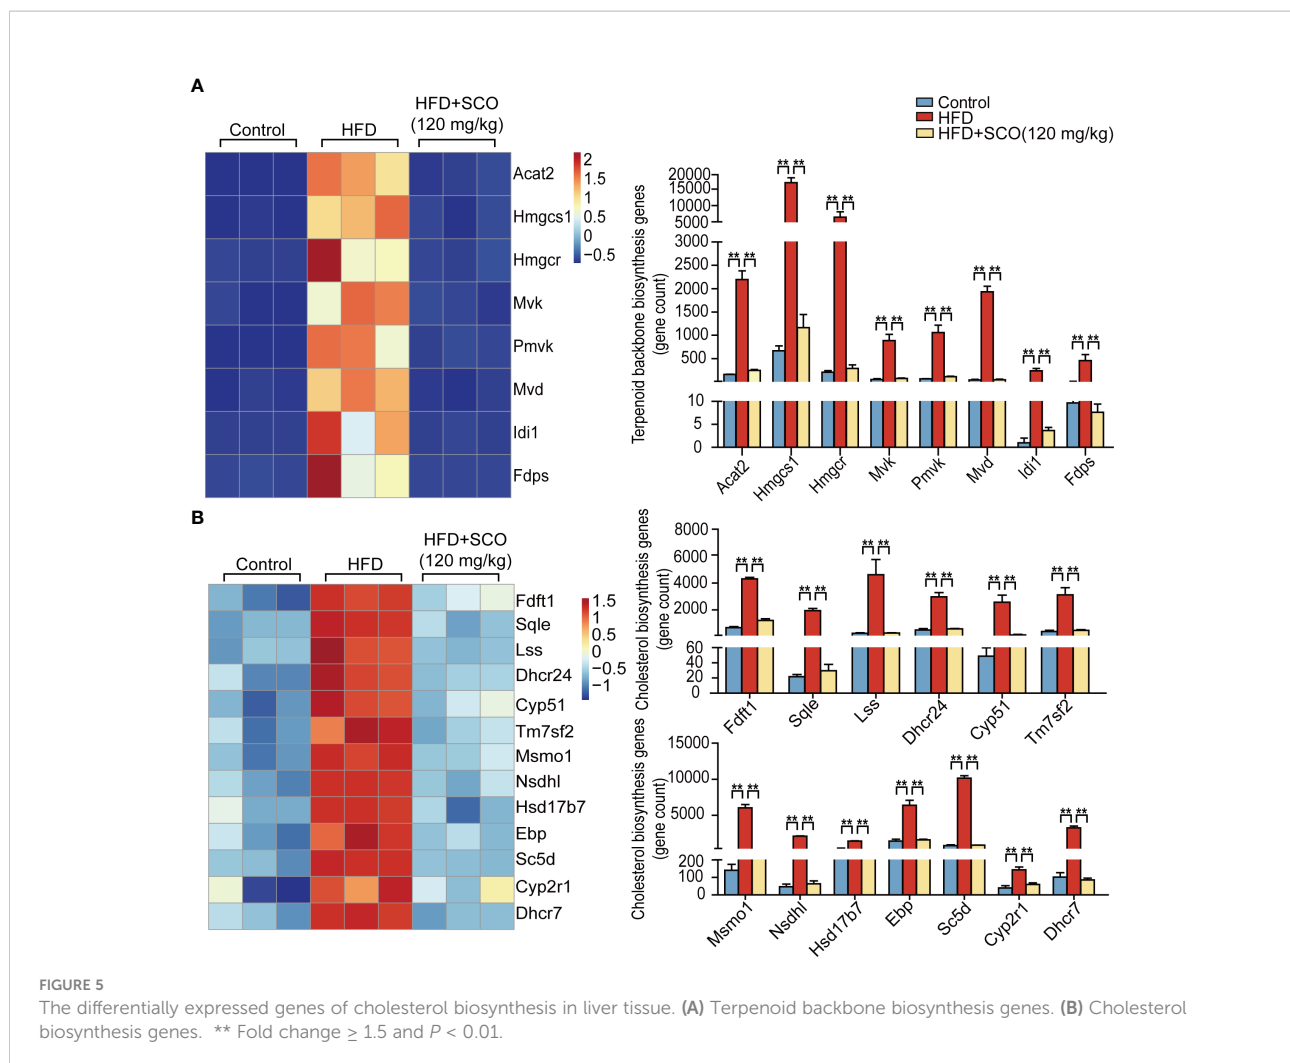 A
Control
HFD
HFD+SCO
(120 mg/kg)
Acat2
Hmgcs1
Hmgcr
Mvk
Pmvk
Mvd
Idi1
Fdps
2
1.5
1
0.5
0
−0.5
Control
HFD
HFD+SCO(120 mg/kg)
Terpenoid backbone biosynthesis genes
(gene count)
20000
15000
10000
5000
3000
2500
2000
1500
1000
500
10
5
0
** **
** **
** **
** **
** **
** **
** **
** **
Acat2
Hmgcs1
Hmgcr
Mvk
Pmvk
Mvd
Idi1
Fdps
B
Control
HFD
HFD+SCO
(120 mg/kg)
Fdft1
Sqle
Lss
Dhcr24
Cyp51
Tm7sf2
Msmo1
Nsdhl
Hsd17b7
Ebp
Sc5d
Cyp2r1
Dhcr7
1.5
1
0.5
0
−0.5
−1
Cholesterol biosynthesis genes
(gene count)
8000
6000
4000
2000
60
40
20
0
** **
** **
** **
** **
** **
** **
Fdft1
Sqle
Lss
Dhcr24
Cyp51
Tm7sf2
Cholesterol biosynthesis genes
(gene count)
15000
10000
5000
200
100
0
** **
** **
** **
** **
** **
** **
** **
Msmo1
Nsdhl
Hsd17b7
Ebp
Sc5d
Cyp2r1
Dhcr7
FIGURE 5
The differentially expressed genes of cholesterol biosynthesis in liver tissue. (A) Terpenoid backbone biosynthesis genes. (B) Cholesterol
biosynthesis genes. ** Fold change ≥ 1.5 and P < 0.01.